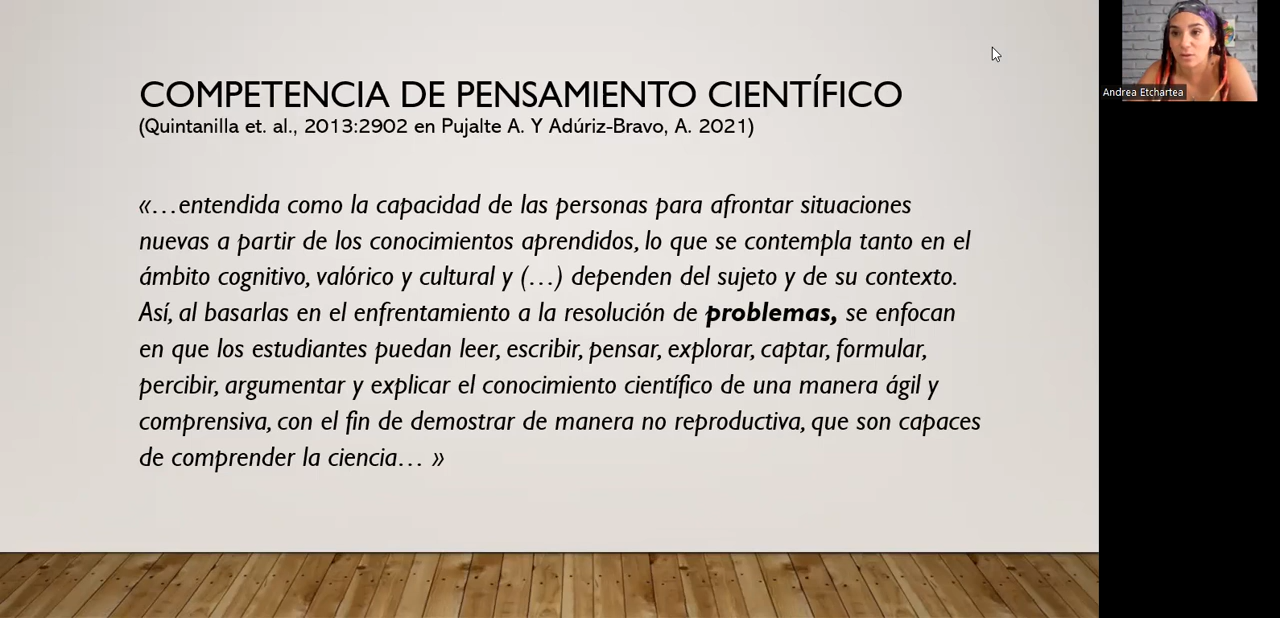 COMPETENCIA DE PENSAMIENTO CIENTÍFICO
(Quintanilla et. al., 2013:2902 en Pujalte A. Y Adúriz-Bravo, A. 2021)
«…entendida como la capacidad de las personas para afrontar situaciones
nuevas a partir de los conocimientos aprendidos, lo que se contempla tanto en el
ámbito cognitivo, valórico y cultural y (…) dependen del sujeto y de su contexto.
Así, al basarlas en el enfrentamiento a la resolución de problemas, se enfocan
en que los estudiantes puedan leer, escribir, pensar, explorar, captar, formular,
percibir, argumentar y explicar el conocimiento científico de una manera ágil y
comprensiva, con el fin de demostrar de manera no reproductiva, que son capaces
de comprender la ciencia… »
Andrea Etchartea